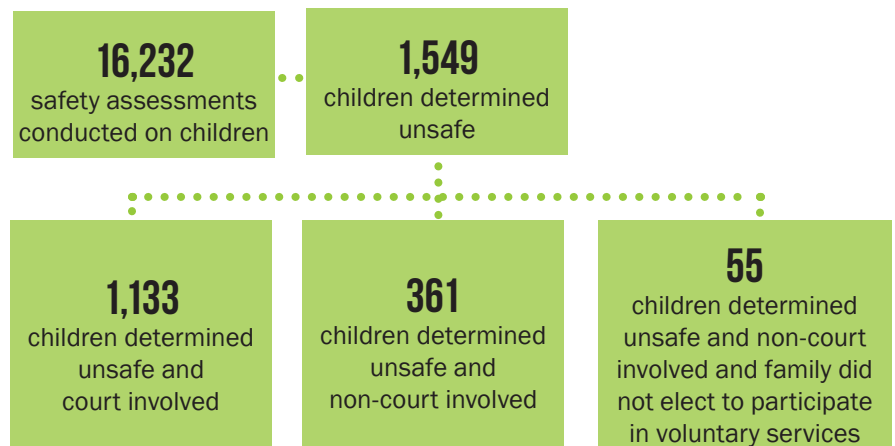 16,232
safety assessments
conducted on children
1,549
children determined
unsafe
1,133
children determined
unsafe and
court involved
361
children determined
unsafe and
non-court involved
55
children determined
unsafe and non-court
involved and family did
not elect to participate
in voluntary services